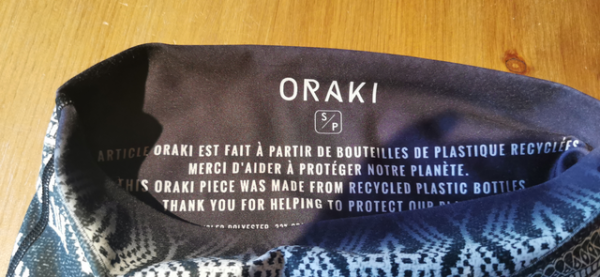 ORAKI
S/P
ARTICLE ORAKI EST FAIT À PARTIR DE BOUTEILLES DE PLASTIQUE RECYCLÉES
MERCI D'AIDER À PROTÉGER NOTRE PLANÈTE.
THIS ORAKI PIECE WAS MADE FROM RECYCLED PLASTIC BOTTLES
THANK YOU FOR HELPING TO PROTECT OUR
POLYESTER